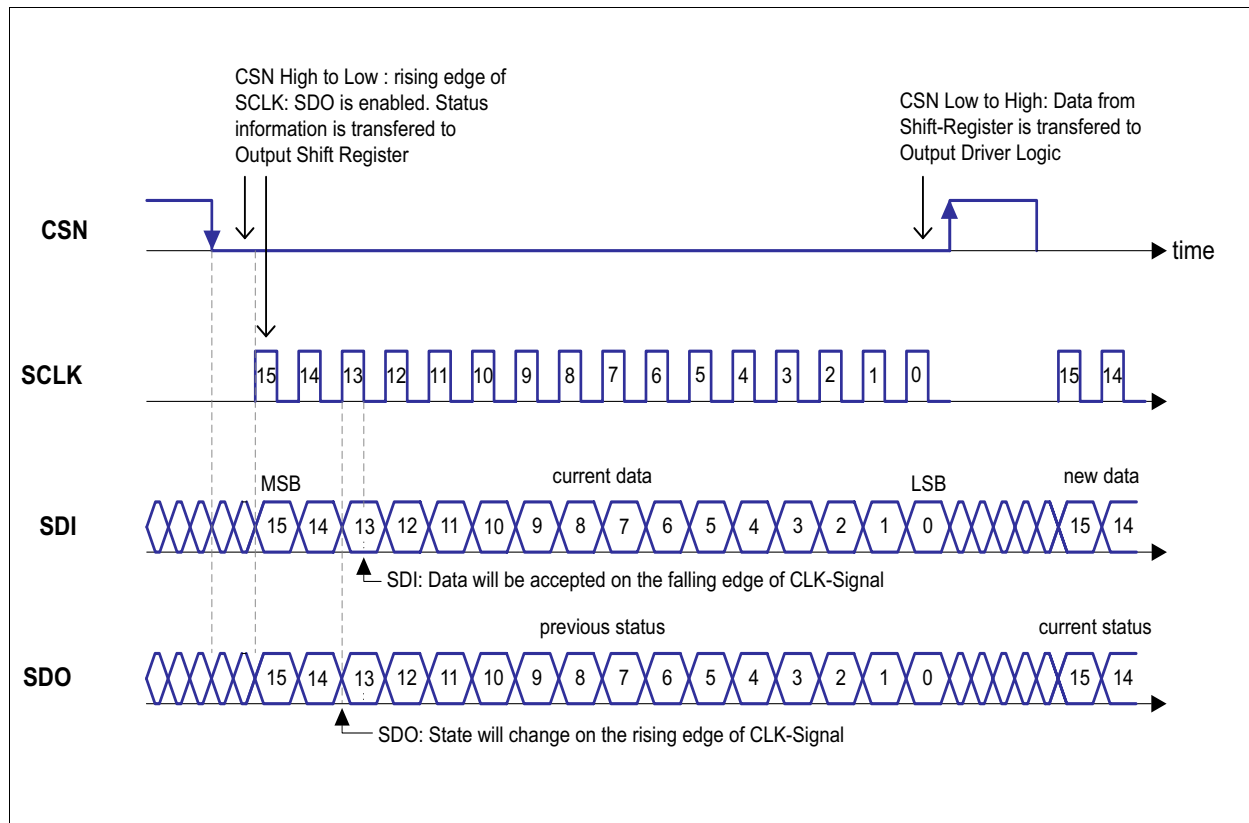 CSN High to Low : rising edge of
SCLK: SDO is enabled. Status
information is transfered to
Output Shift Register
CSN Low to High: Data from
Shift-Register is transfered to
Output Driver Logic
CSN
time
SCLK
15 14 13 12 11 10 9 8 7 6 5 4 3 2 1 0 15 14
MSB current data LSB new data
SDI
15 14 13 12 11 10 9 8 7 6 5 4 3 2 1 0 15 14
SDI: Data will be accepted on the falling edge of CLK-Signal
previous status current status
SDO
15 14 13 12 11 10 9 8 7 6 5 4 3 2 1 0 15 14
SDO: State will change on the rising edge of CLK-Signal